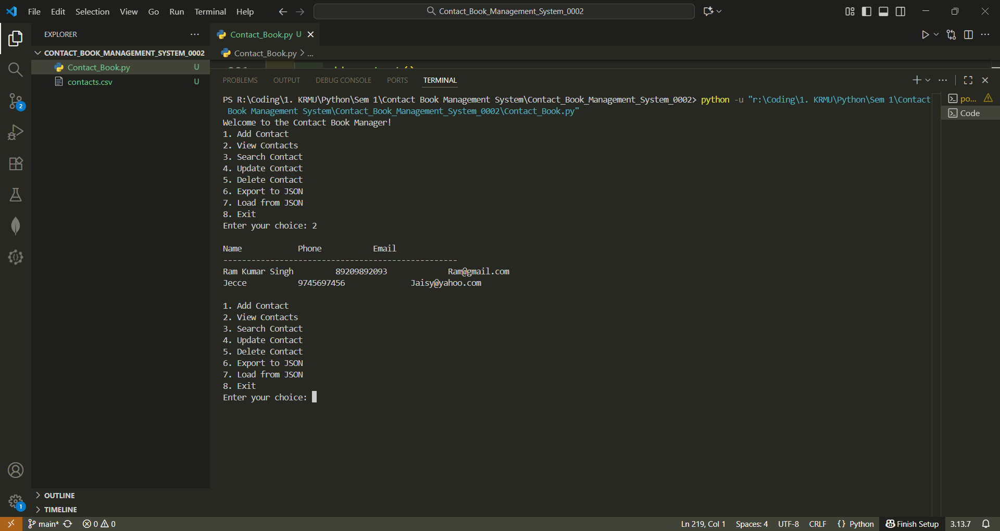 File Edit Selection View Go Run Terminal Help
Contact_Book_Management_System_0002
EXPLORER
Contact_Book.py U
CONTACT_BOOK_MANAGEMENT_SYSTEM_0002
Contact_Book.py > ...
Contact_Book.py U
contacts.csv U
PROBLEMS OUTPUT DEBUG CONSOLE PORTS TERMINAL
PS R:\Coding\1. KRMU\Python\Sem 1\Contact Book Management System\Contact_Book_Management_System_0002> python -u "r:\Coding\1. KRMU\Python\Sem 1\Contact
Book Management System\Contact_Book_Management_System_0002\Contact_Book.py"
Welcome to the Contact Book Manager!
1. Add Contact
2. View Contacts
3. Search Contact
4. Update Contact
5. Delete Contact
6. Export to JSON
7. Load from JSON
8. Exit
Enter your choice: 2
Name Phone Email
--------------------------------------------------
Ram Kumar Singh 89209892093 Ram@gmail.com
Jecce 9745697456 Jaisy@yahoo.com
1. Add Contact
2. View Contacts
3. Search Contact
4. Update Contact
5. Delete Contact
6. Export to JSON
7. Load from JSON
8. Exit
Enter your choice:
po...
Code
2
1
OUTLINE
TIMELINE
main* 0 0
Ln 219, Col 1 Spaces: 4 UTF-8 CRLF {} Python Finish Setup 3.13.7